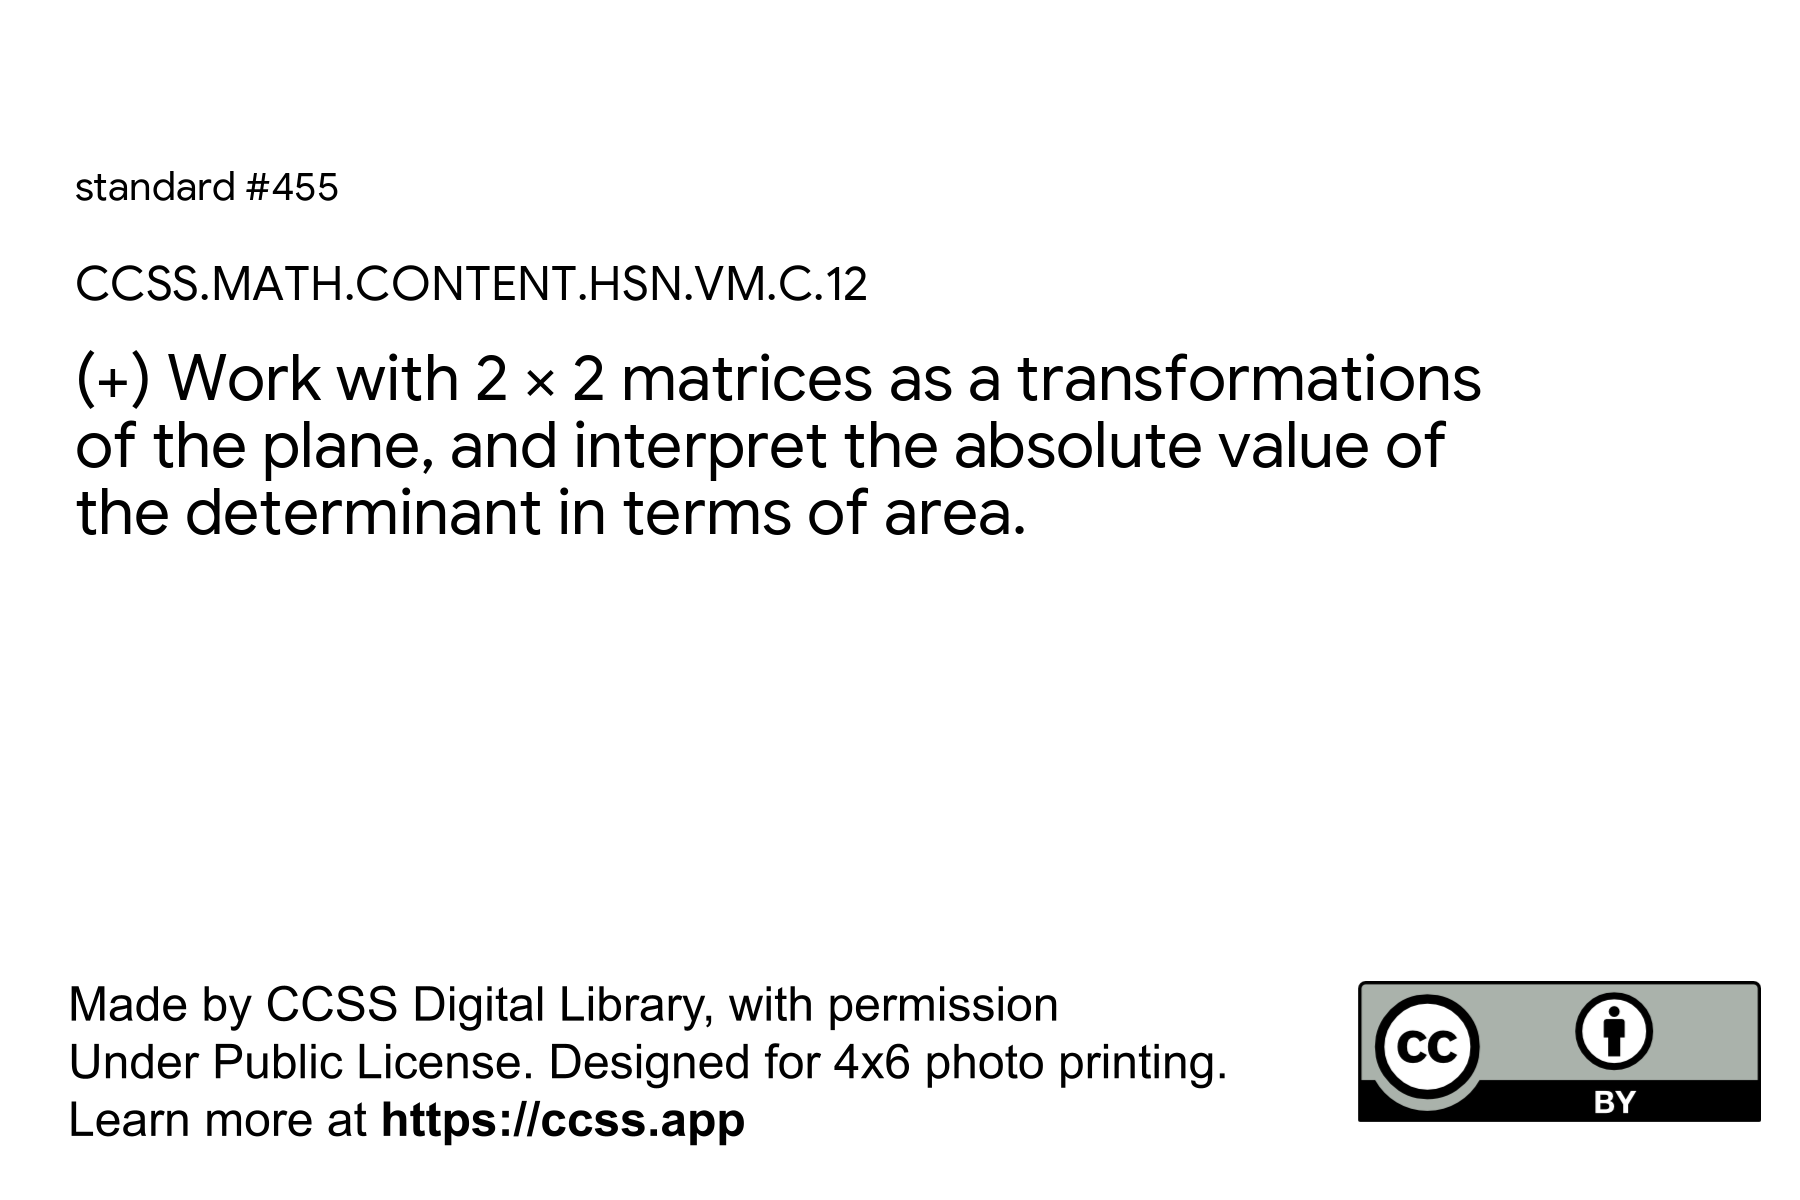 standard #455
CCSS.MATH.CONTENT.HSN.VM.C.12
(+) Work with 2 × 2 matrices as a transformations
of the plane, and interpret the absolute value of
the determinant in terms of area.
Made by CCSS Digital Library, with permission
Under Public License. Designed for 4x6 photo printing.
Learn more at https://ccss.app
CC
BY